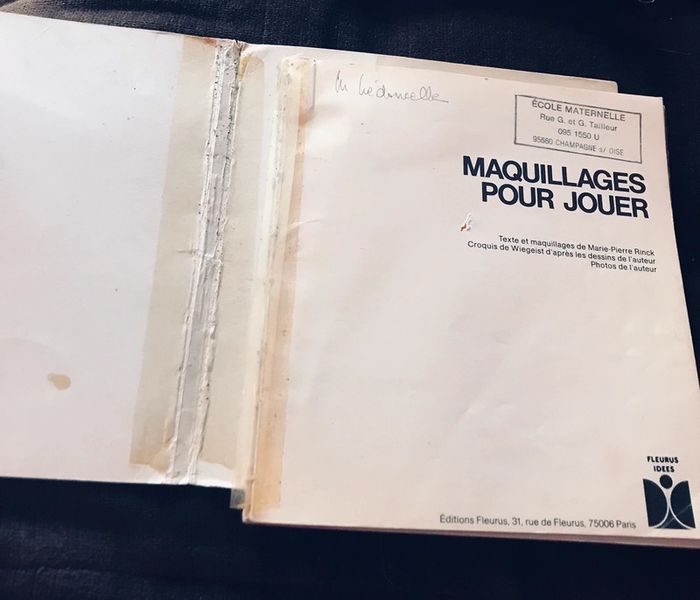 ÉCOLE MATERNELLE
Rue G. et G. Tailleur
095 1550 U
95660 CHAMPAGNE s/ OISE
MAQUILLAGES
POUR JOUER
Texte et maquillages de Marie-Pierre Rinck
Croquis de Wiegeist d'après les dessins de l'auteur
Photos de l'auteur
FLEURUS
IDEES
Éditions Fleurus, 31, rue de Fleurus, 75006 Paris